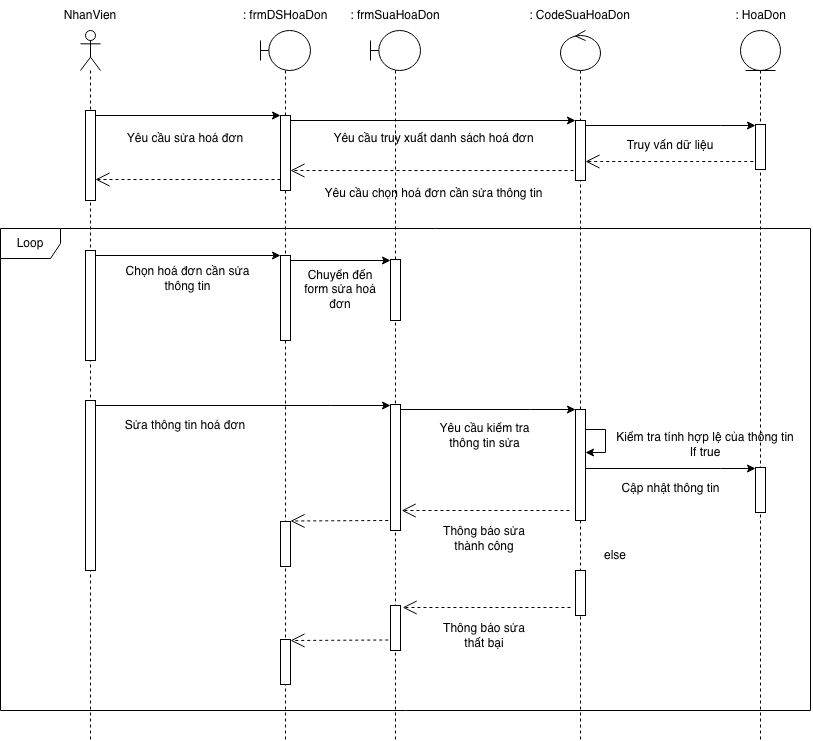 NhanVien
: frmDSHoaDon
: frmSuaHoaDon
: CodeSuaHoaDon
: HoaDon
Yêu cầu sửa hoá đơn
Yêu cầu truy xuất danh sách hoá đơn
Truy vấn dữ liệu
Yêu cầu chọn hoá đơn cần sửa thông tin
Loop
Chọn hoá đơn cần sửa
thông tin
Chuyển đến
form sửa hoá
đơn
Sửa thông tin hoá đơn
Yêu cầu kiểm tra
thông tin sửa
Kiểm tra tính hợp lệ của thông tin
If true
Cập nhật thông tin
Thông báo sửa
thành công
else
Thông báo sửa
thất bại